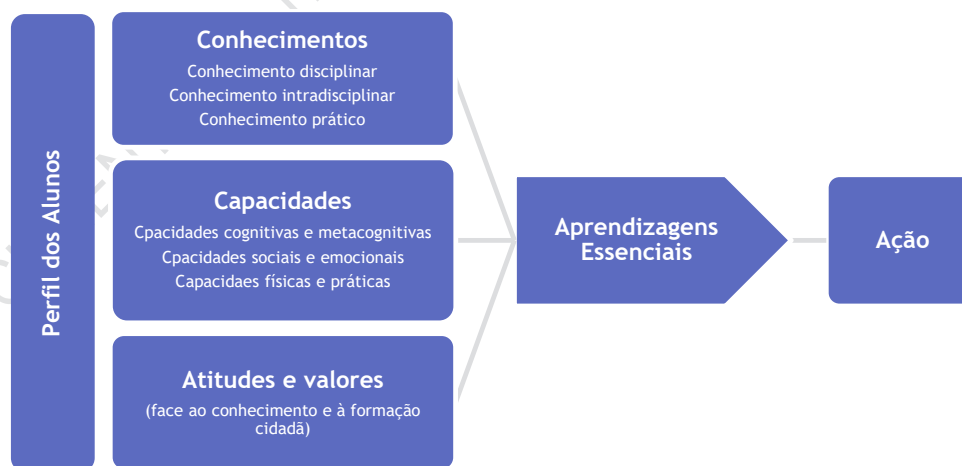 Perfil dos Alunos
Conhecimentos
Conhecimento disciplinar
Conhecimento intradisciplinar
Conhecimento prático
Capacidades
Cpacidades cognitivas e metacognitivas
Cpacidades sociais e emocionais
Capacidaes físicas e práticas
Atitudes e valores
(face ao conhecimento e à formação
cidadã)
Aprendizagens
Essenciais
Ação